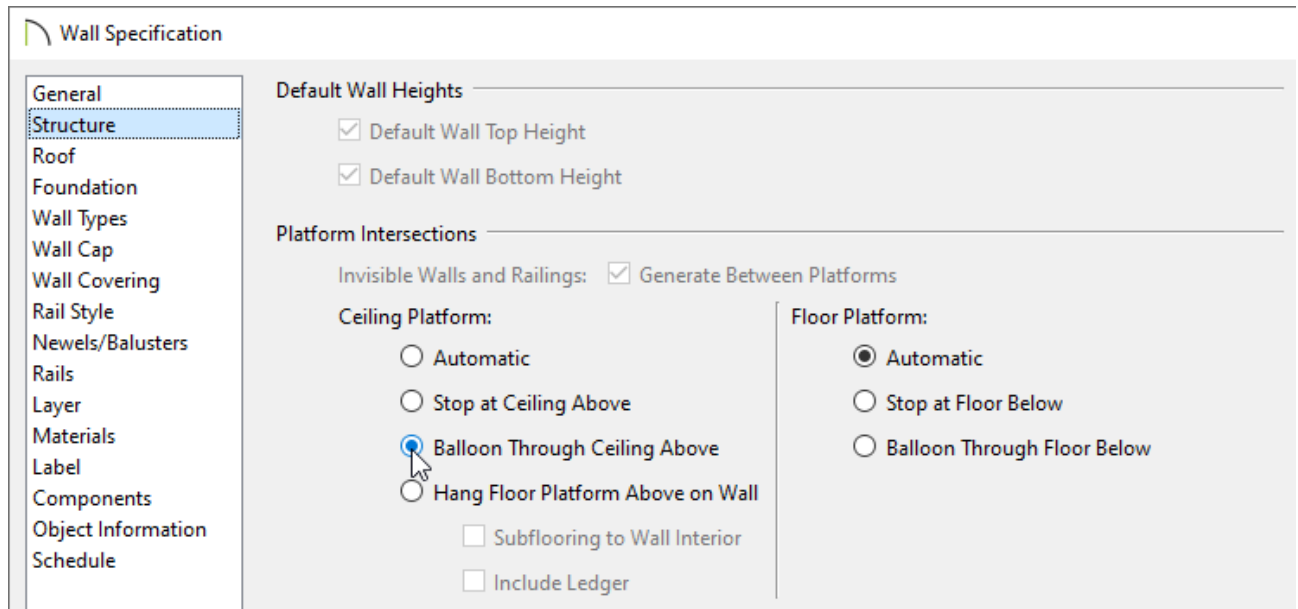 Wall Specification
General
Structure
Roof
Foundation
Wall Types
Wall Cap
Wall Covering
Rail Style
Newels/Balusters
Rails
Layer
Materials
Label
Components
Object Information
Schedule
Default Wall Heights
Default Wall Top Height
Default Wall Bottom Height
Platform Intersections
Invisible Walls and Railings: Generate Between Platforms
Ceiling Platform:
Automatic
Stop at Ceiling Above
Balloon Through Ceiling Above
Hang Floor Platform Above on Wall
Subflooring to Wall Interior
Include Ledger
Floor Platform:
Automatic
Stop at Floor Below
Balloon Through Floor Below